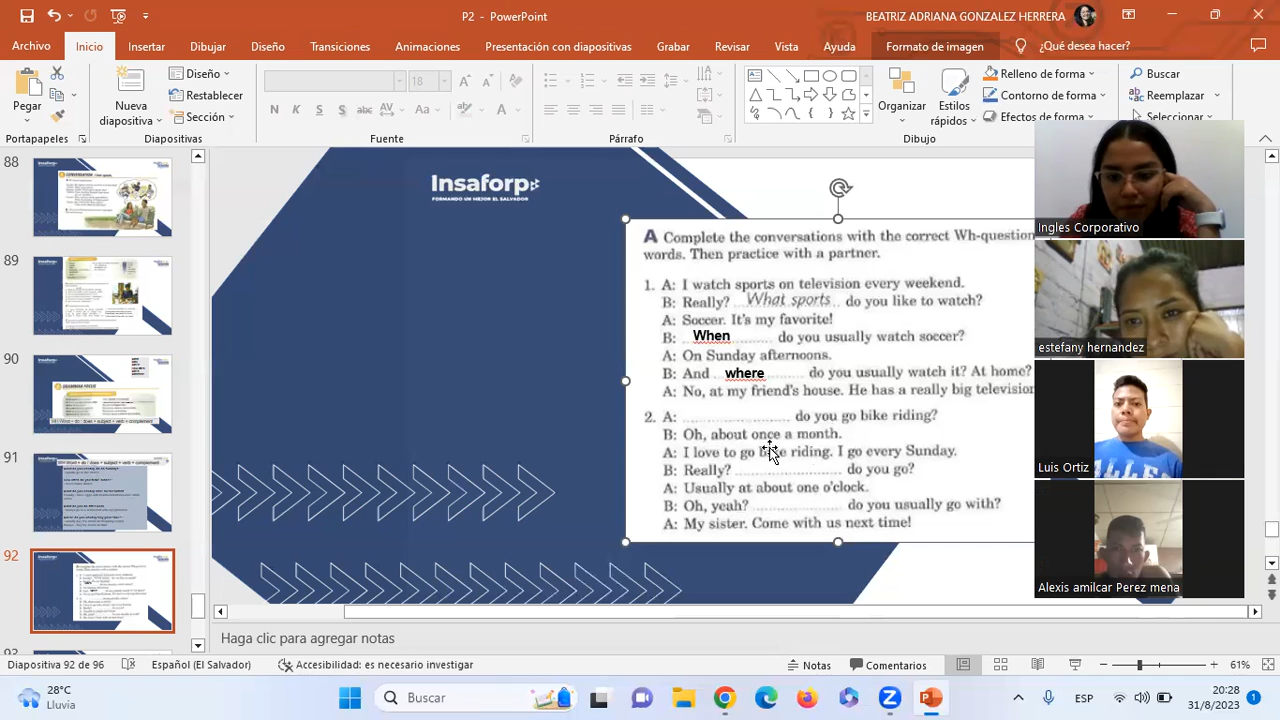 P2 - PowerPoint
BEATRIZ ADRIANA GONZALEZ HERRERA
Archivo Inicio Insertar Dibujar Diseño Transiciones Animaciones Presentación con diapositivas Grabar Revisar Vista Ayuda Formato de imagen ¿Qué desea hacer?
Pegar
Nueva diapositiva
Diseño
Restablecer
Sección
18
N K S S abc AV Aa A
Organizar
Estilos rápidos
Relleno de forma
Contorno de forma
Efectos de forma
Buscar
Reemplazar
Seleccionar
Portapapeles Diapositivas Fuente Párrafo Dibujo
88
89
90
91
92
Insaforp
FORMANDO UN MEJOR EL SALVADOR
A Complete the conversations with the correct Wh-question
words. Then practice with a partner.
1. A: I watch sports on television every weekend.
B: Really? What sports do you like to watch?
A: Soccer. It's my favorite!
B: When do you usually watch soccer?
A: On Sunday afternoons.
B: And where do you usually watch it? At home?
A: No, at my friend's house. He has a really big television
2. A: do you go bike riding?
B: Oh, about once a month.
A: I love to go bike riding. I go every Sunday.
B: Really? do you go?
A: Usually at about one o'clock.
B: Oh, yeah? do you usually go with?
A: My sister. Come with us next time!
Ingles Corporativo
estefany hernandez
Luis Ortiz
Alexis amilcar Perez mena
Haga clic para agregar notas
Diapositiva 92 de 96 Español (El Salvador) Accesibilidad: es necesario investigar Notas Comentarios 61%
28°C
Lluvia
Buscar
ESP
20:28
31/8/2023
1